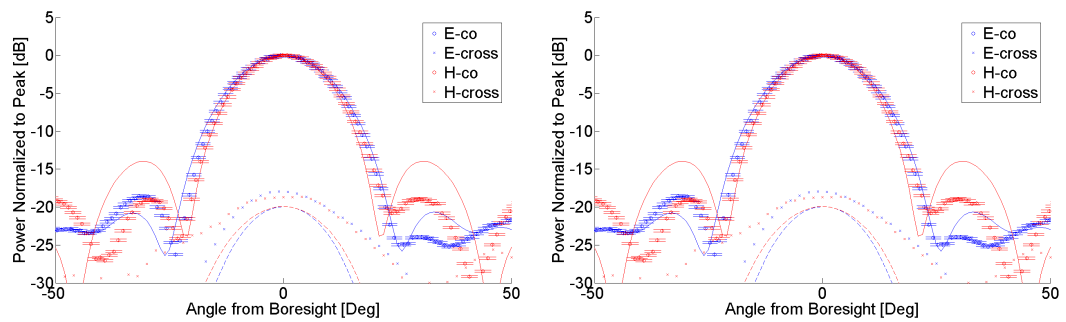 Power Normalized to Peak [dB]
5
0
-5
-10
-15
-20
-25
-30
-50
0
50
Angle from Boresight [Deg]
E-co
E-cross
H-co
H-cross
Power Normalized to Peak [dB]
5
0
-5
-10
-15
-20
-25
-30
-50
0
50
Angle from Boresight [Deg]
E-co
E-cross
H-co
H-cross